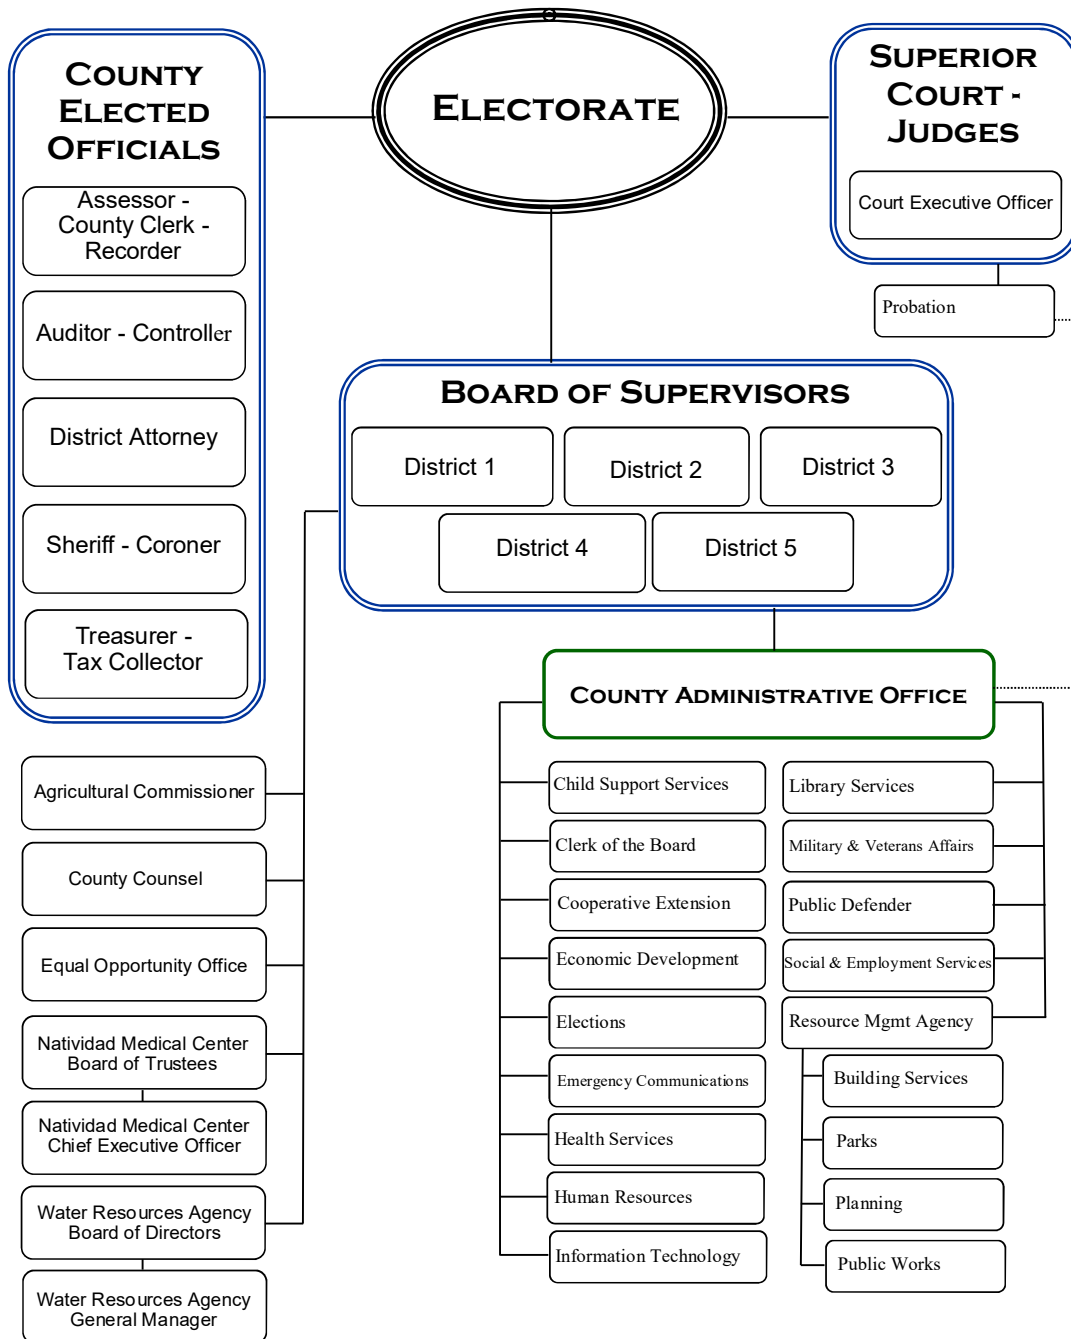 COUNTY
ELECTED
OFFICIALS
Assessor -
County Clerk -
Recorder
Auditor - Controller
District Attorney
Sheriff - Coroner
Treasurer -
Tax Collector
ELECTORATE
SUPERIOR
COURT -
JUDGES
Court Executive Officer
Probation
BOARD OF SUPERVISORS
District 1
District 2
District 3
District 4
District 5
COUNTY ADMINISTRATIVE OFFICE
Agricultural Commissioner
County Counsel
Equal Opportunity Office
Natividad Medical Center
Board of Trustees
Natividad Medical Center
Chief Executive Officer
Water Resources Agency
Board of Directors
Water Resources Agency
General Manager
Child Support Services
Clerk of the Board
Cooperative Extension
Economic Development
Elections
Emergency Communications
Health Services
Human Resources
Information Technology
Library Services
Military & Veterans Affairs
Public Defender
Social & Employment Services
Resource Mgmt Agency
Building Services
Parks
Planning
Public Works